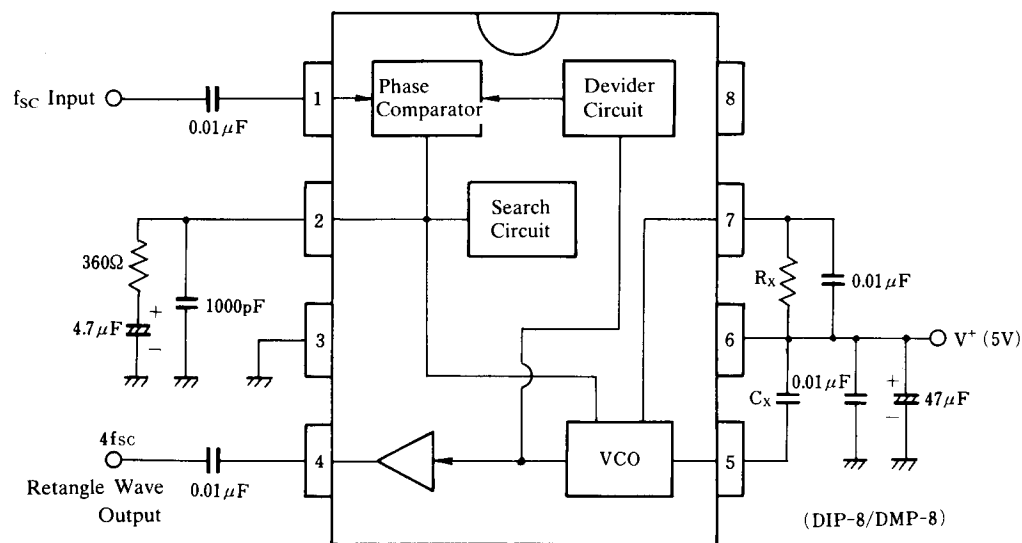 fSC Input
0.01μF
1
Phase
Comparator
Devider
Circuit
8
2
Search
Circuit
7
360Ω
1000pF
4.7μF
+
−
RX
0.01μF
3
6
V+ (5V)
CX
0.01μF
+
−
47μF
4fSC
Retangle Wave
Output
0.01μF
4
VCO
5
(DIP-8/DMP-8)